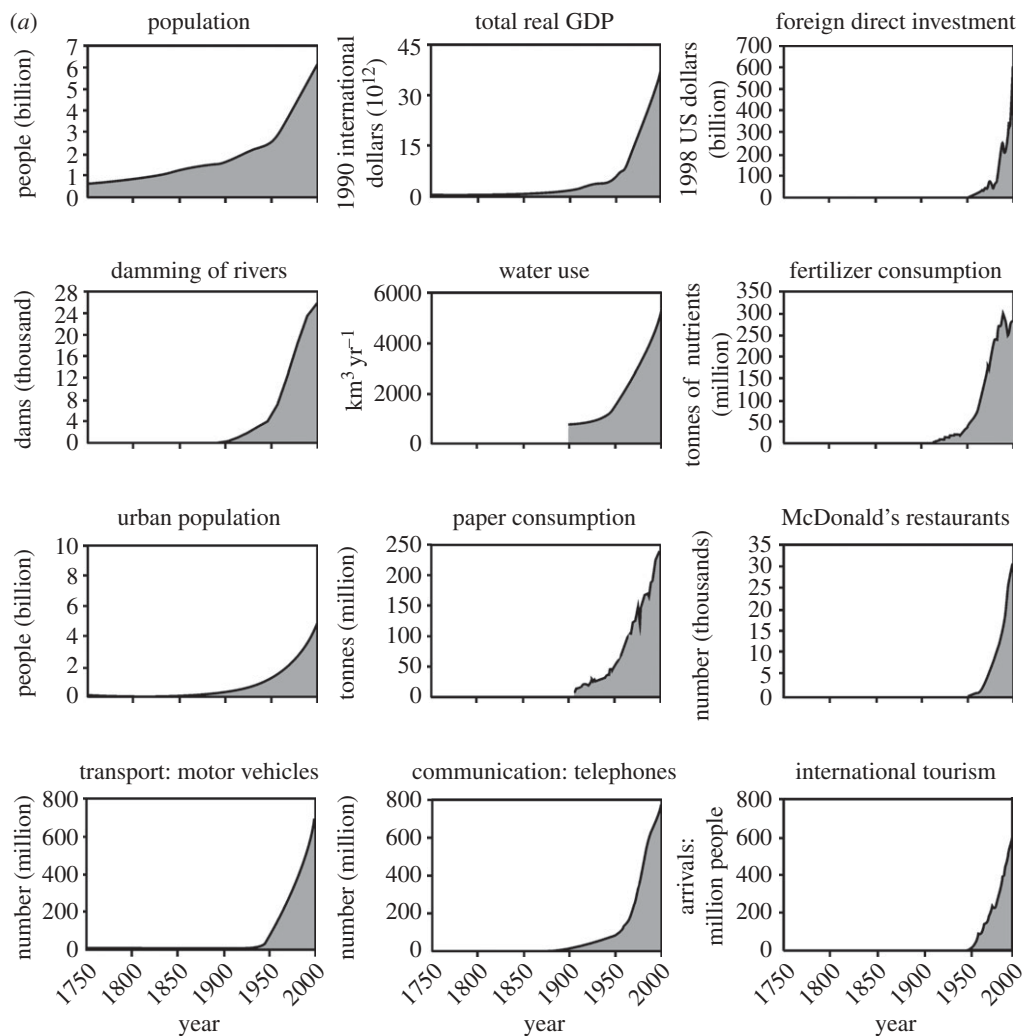 (a)
population
people (billion)
7
6
5
4
3
2
1
0
total real GDP
1990 international
dollars (10¹²)
45
30
15
0
1800 1850 1900 1950
foreign direct investment
1998 US dollars
(billion)
700
600
500
400
300
200
100
0
damming of rivers
dams (thousand)
28
24
20
16
12
8
4
0
water use
km³ yr⁻¹
6000
4000
2000
0
fertilizer consumption
tonnes of nutrients
(million)
350
300
250
200
150
100
50
0
urban population
people (billion)
10
8
6
4
2
0
paper consumption
tonnes (million)
250
200
150
100
50
0
McDonald's restaurants
number (thousands)
35
30
25
20
15
10
5
0
transport: motor vehicles
number (million)
800
600
400
200
0
1750 1800 1850 1900 1950 2000
year
communication: telephones
number (million)
800
600
400
200
0
1750 1800 1850 1900 1950 2000
year
international tourism
arrivals:
million people
800
600
400
200
0
1750 1800 1850 1900 1950 2000
year